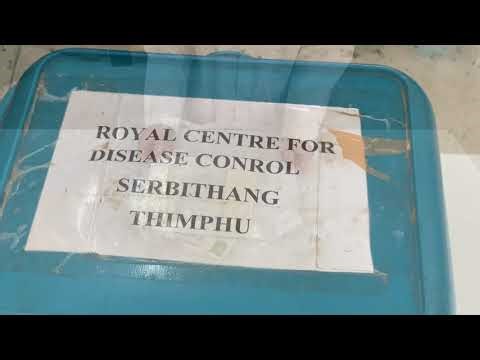 ROYAL CENTRE FOR
DISEASE CONROL
SERBITHANG
THIMPHU